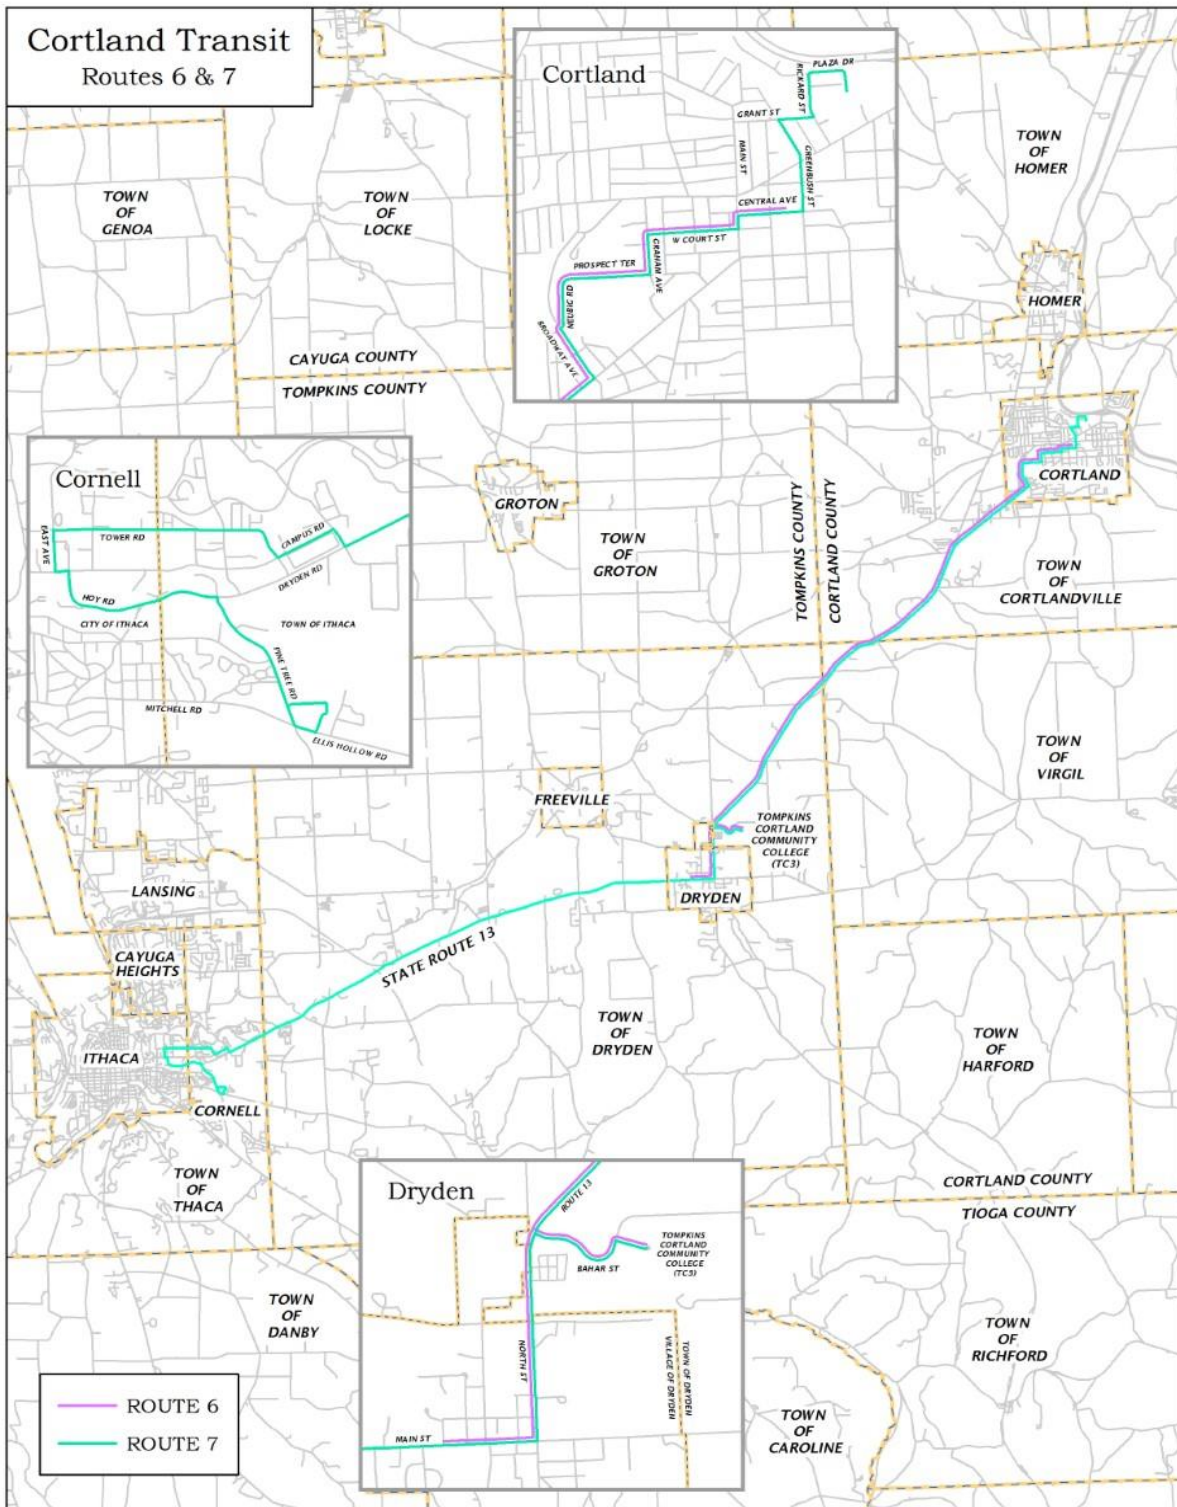 Cortland Transit
Routes 6 & 7
Cortland
PLAZA DR
RICKARD ST
GRANT ST
MAIN ST
GREENBUSH ST
CENTRAL AVE
W COURT ST
GRAHAM AVE
PROSPECT TER
NEUBIC RD
BROADWAY AVE
TOWN
OF
HOMER
TOWN
OF
GENOA
TOWN
OF
LOCKE
HOMER
CAYUGA COUNTY
TOMPKINS COUNTY
CORTLAND
Cornell
EAST AVE
TOWER RD
CAMPUS RD
DRYDEN RD
HOY RD
CITY OF ITHACA
TOWN OF ITHACA
PINE TREE RD
MITCHELL RD
ELLIS HOLLOW RD
GROTON
TOWN
OF
GROTON
TOMPKINS COUNTY
CORTLAND COUNTY
TOWN
OF
CORTLANDVILLE
TOWN
OF
VIRGIL
FREEVILLE
TOMPKINS
CORTLAND
COMMUNITY
COLLEGE
(TC3)
LANSING
DRYDEN
CAYUGA
HEIGHTS
STATE ROUTE 13
TOWN
OF
DRYDEN
TOWN
OF
HARFORD
ITHACA
CORNELL
TOWN
OF
THACA
CORTLAND COUNTY
TIOGA COUNTY
Dryden
ROUTE 13
TOMPKINS
CORTLAND
COMMUNITY
COLLEGE
(TC3)
BAHAR ST
NORTH ST
VILLAGE OF DRYDEN
TOWN OF DRYDEN
MAIN ST
TOWN
OF
DANBY
TOWN
OF
RICHFORD
TOWN
OF
CAROLINE
ROUTE 6
ROUTE 7